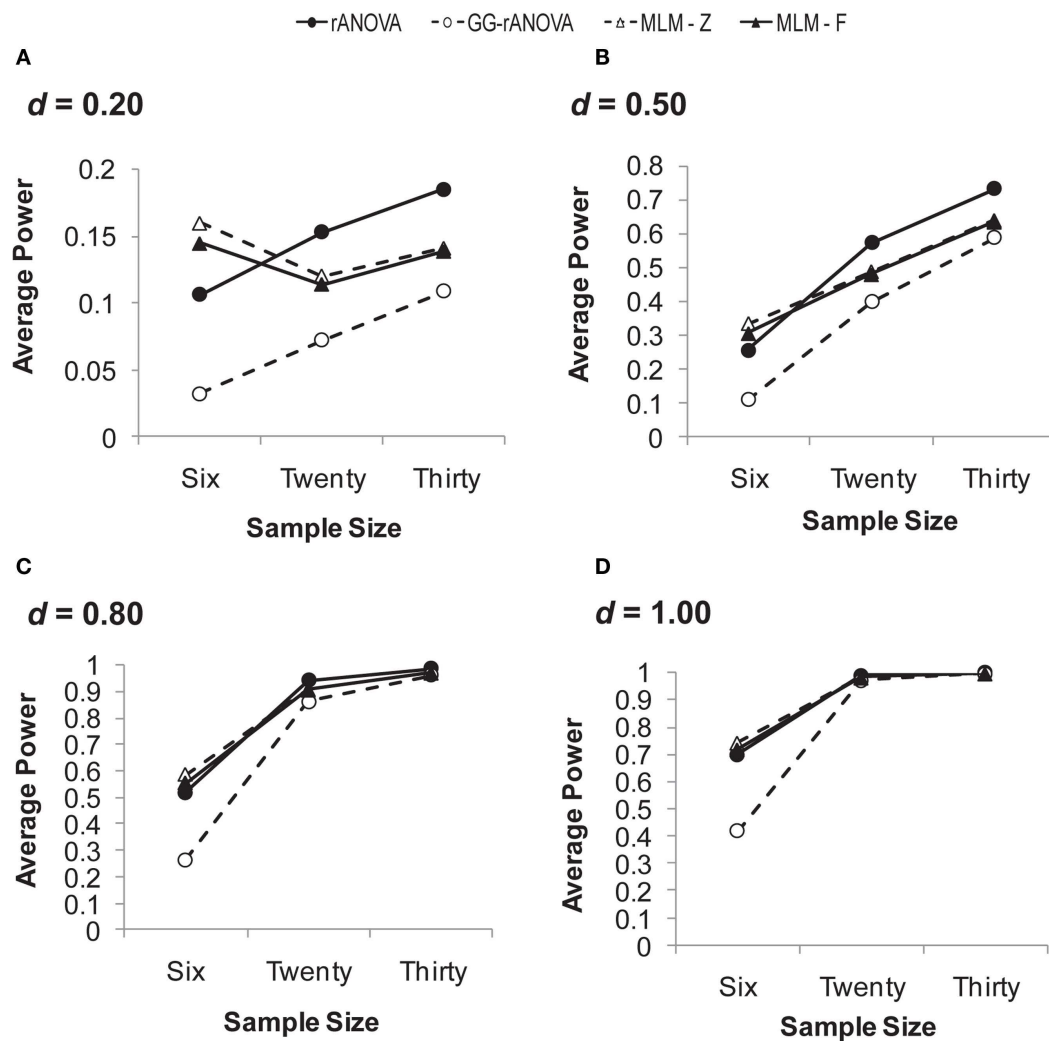 rANOVA GG-rANOVA MLM - Z MLM - F
A
d = 0.20
Average Power
0.2
0.15
0.1
0.05
0
Six Twenty Thirty
Sample Size
B
d = 0.50
Average Power
0.8
0.7
0.6
0.5
0.4
0.3
0.2
0.1
0
Six Twenty Thirty
Sample Size
C
d = 0.80
Average Power
1
0.9
0.8
0.7
0.6
0.5
0.4
0.3
0.2
0.1
0
Six Twenty Thirty
Sample Size
D
d = 1.00
Average Power
1
0.9
0.8
0.7
0.6
0.5
0.4
0.3
0.2
0.1
0
Six Twenty Thirty
Sample Size